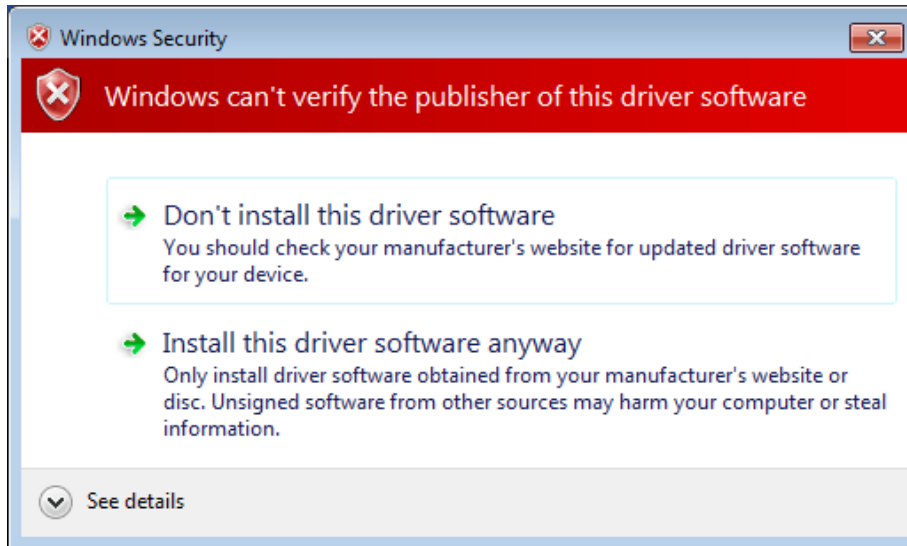 Windows Security
Windows can't verify the publisher of this driver software
Don't install this driver software
You should check your manufacturer's website for updated driver software
for your device.
Install this driver software anyway
Only install driver software obtained from your manufacturer's website or
disc. Unsigned software from other sources may harm your computer or steal
information.
See details